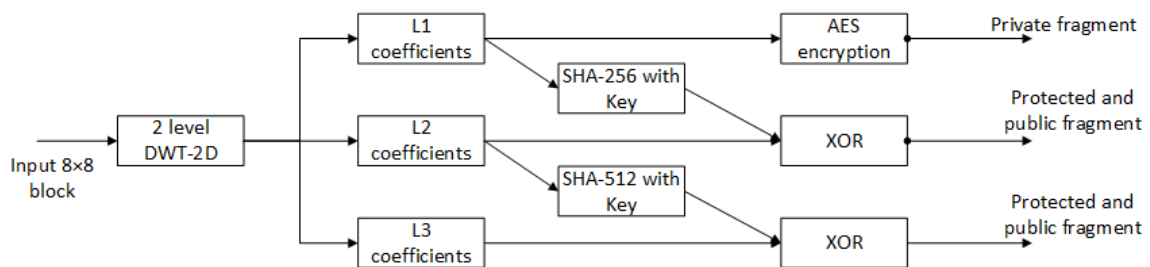 L1
coefficients
AES
encryption
Private fragment
SHA-256 with
Key
Input 8×8
block
2 level
DWT-2D
L2
coefficients
XOR
Protected and
public fragment
SHA-512 with
Key
L3
coefficients
XOR
Protected and
public fragment